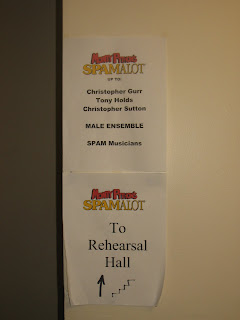 MONTY PYTHON'S
SPAMALOT
Christopher Gurr
Tony Holds
Christopher Sutton
MALE ENSEMBLE
SPAM Musicians
MONTY PYTHON'S
SPAMALOT
To
Rehearsal
Hall